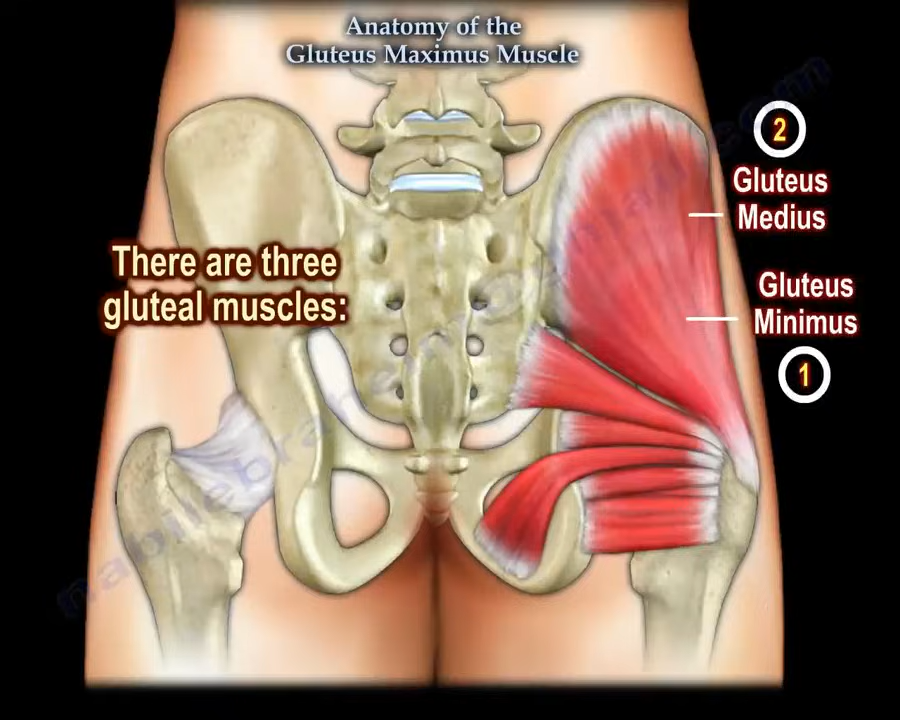 Anatomy of the
Gluteus Maximus Muscle
There are three
gluteal muscles:
2
Gluteus
Medius
Gluteus
Minimus
1